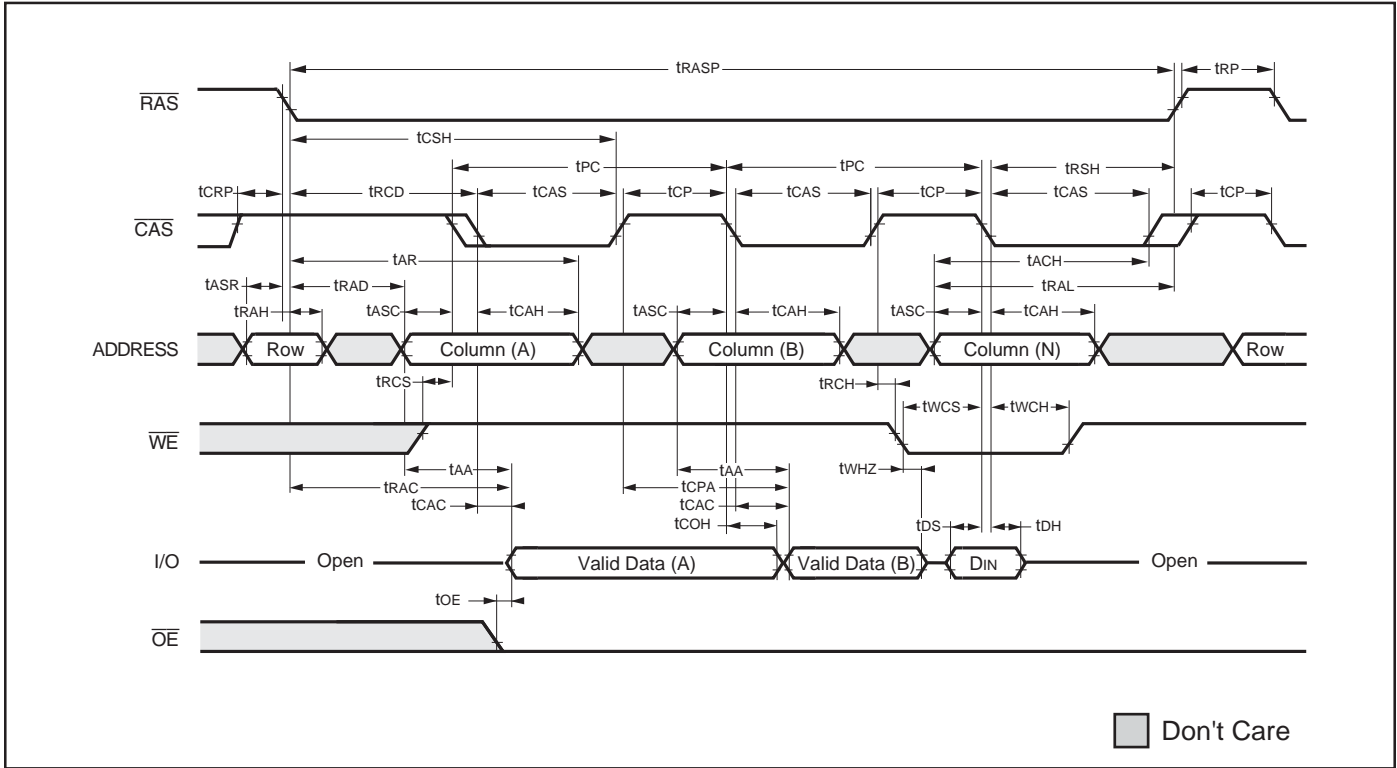 tRASP tRP
RAS
tCSH
tPC tPC tRSH
tCRP tRCD tCAS tCP tCAS tCP tCAS tCP
CAS
tAR tACH
tASR tRAD tRAL
tRAH tASC tCAH tASC tCAH tASC tCAH
ADDRESS Row Column (A) Column (B) Column (N) Row
tRCS tRCH
tWCS tWCH
WE
tAA tAA tWHZ
tRAC tCPA
tCAC tCAC
tCOH tDS tDH
I/O Open Valid Data (A) Valid Data (B) DIN Open
tOE
OE
Don't Care